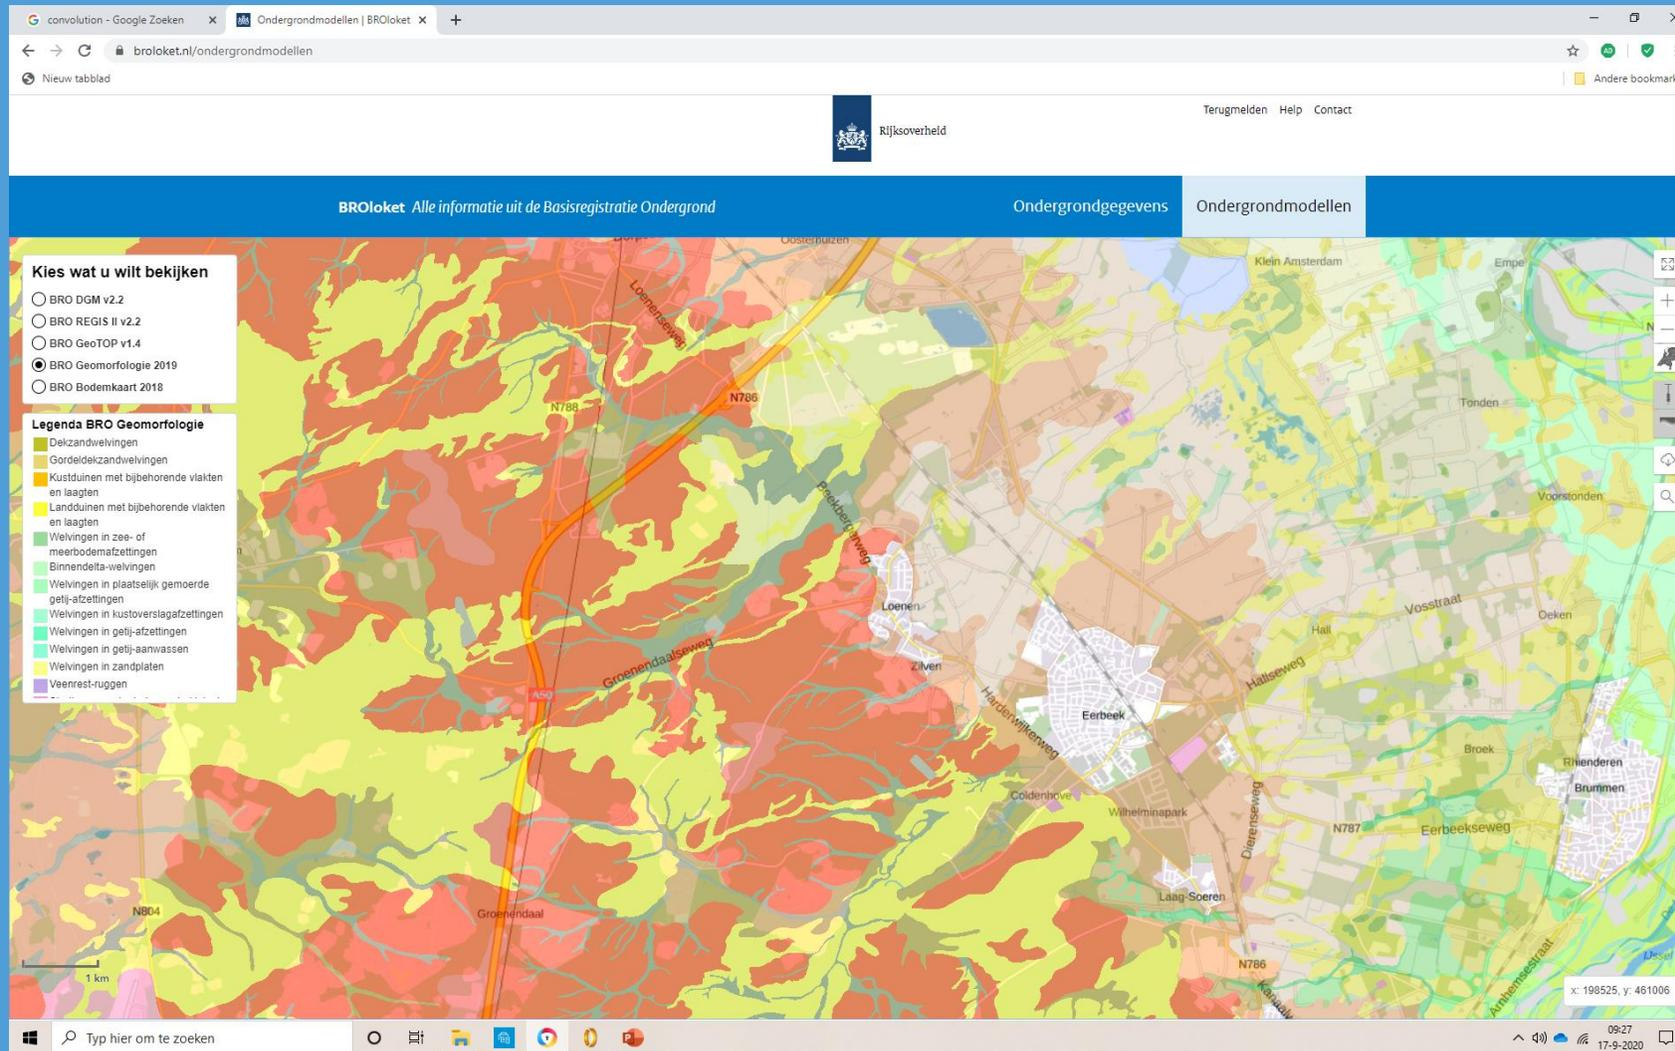 convolution - Google Zoeken
Ondergrondmodellen | BROloket
broloket.nl/ondergrondmodellen
Nieuw tabblad
Andere bookmark
Rijksoverheid
Terugmelden Help Contact
BROloket Alle informatie uit de Basisregistratie Ondergrond
Ondergrondgegevens
Ondergrondmodellen
Kies wat u wilt bekijken
BRO DGM v2.2
BRO REGIS II v2.2
BRO GeoTOP v1.4
BRO Geomorfologie 2019
BRO Bodemkaart 2018
Legenda BRO Geomorfologie
Dekzandwelvingen
Gordeldekzandwelvingen
Kustduinen met bijbehorende vlakten
en laagten
Landduinen met bijbehorende vlakten
en laagten
Welvingen in zee- of
meerbodemafzettingen
Binnendelta-welvingen
Welvingen in plaatselijk gemoerde
getij-afzettingen
Welvingen in kustoverslagafzettingen
Welvingen in getij-afzettingen
Welvingen in getij-aanwassen
Welvingen in zandplaten
Veenrest-ruggen
Oosterhuizen
Klein Amsterdam
Empe
Loenenseweg
N788
N786
Tonden
Voorstonden
Beekbergerweg
Loenen
Vosstraat
Oeken
Hall
Groenendaalseweg
Zilven
Hallseweg
A50
Harderwijkerweg
Eerbeek
Broek
Rhienderen
Brummen
Coldenhove
Wilhelminapark
Dierenseweg
N787
Eerbeekseweg
Laag-Soeren
N804
Groenendaal
N786
Kanaal
Arnhemsestraat
IJssel
1 km
x: 198525, y: 461006
Typ hier om te zoeken
09:27
17-9-2020